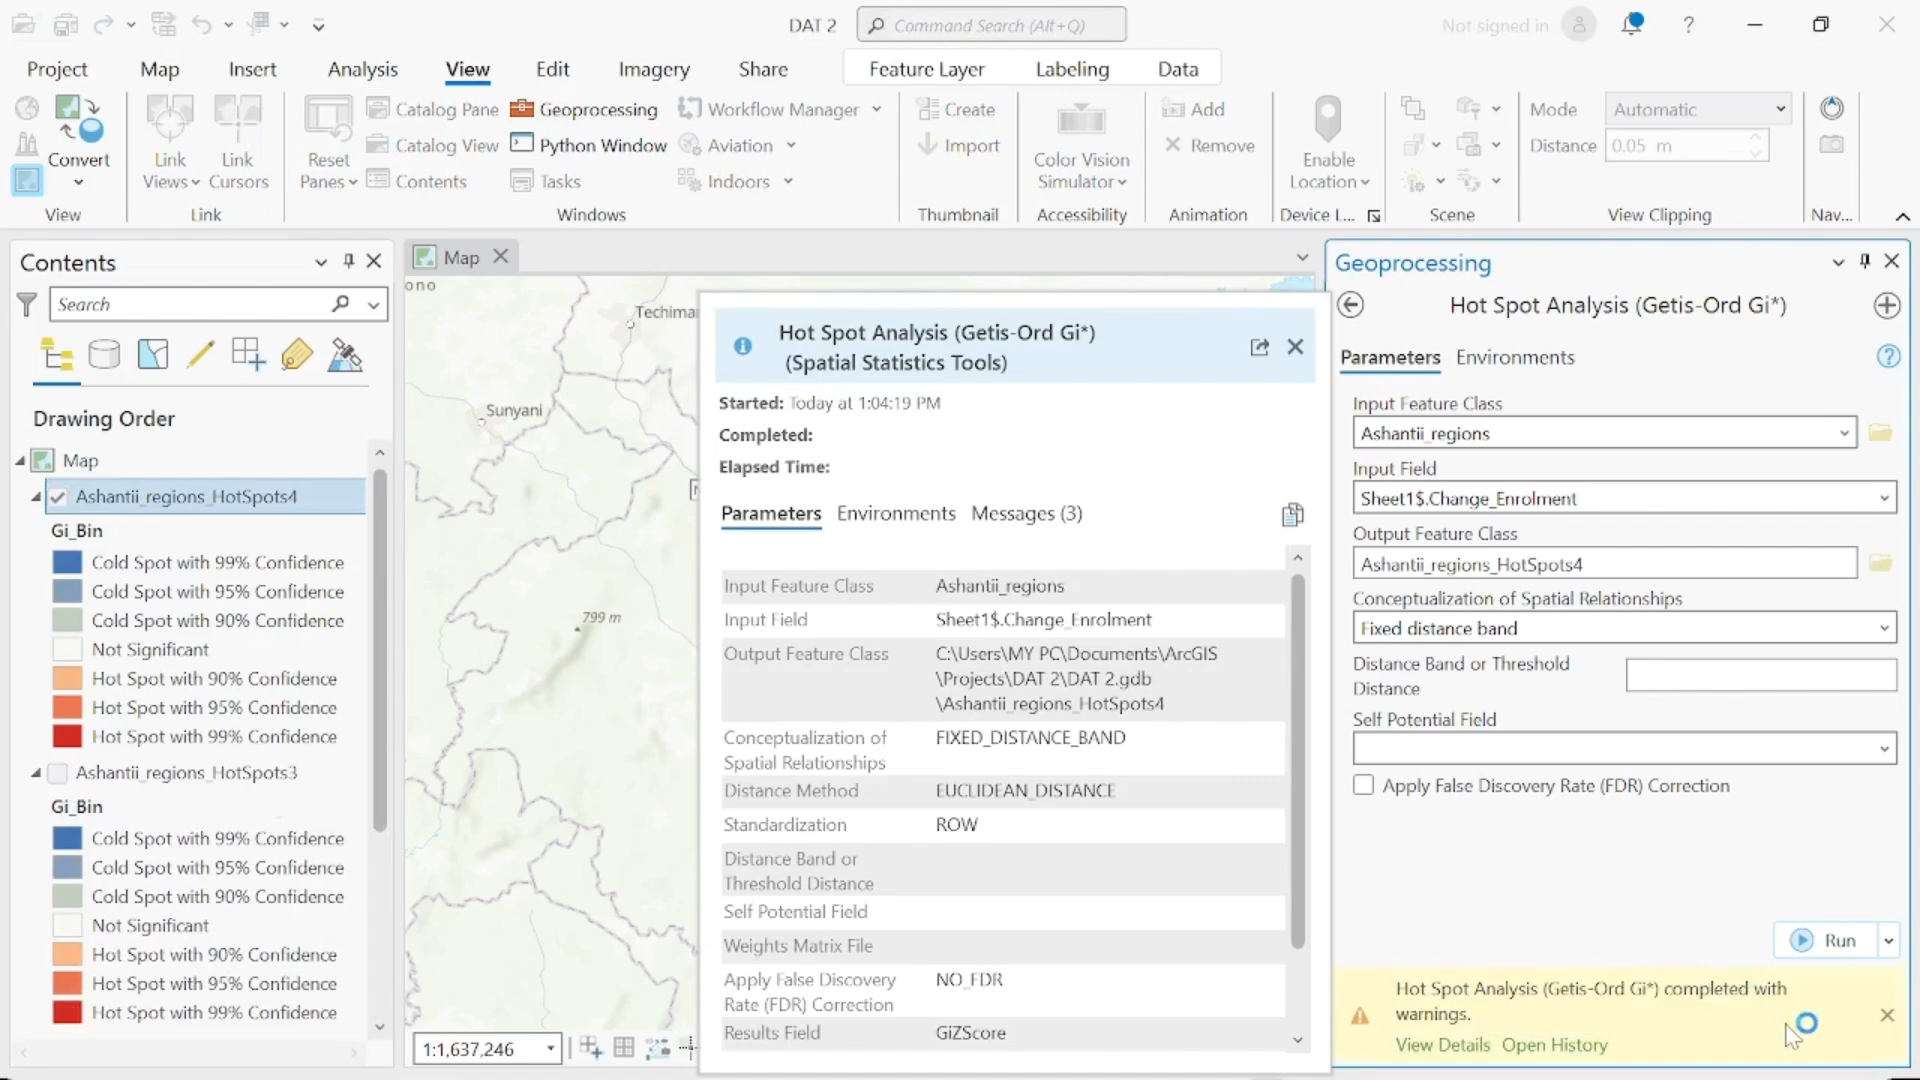 DAT 2
Command Search (Alt+Q)
Not signed in
?
Project
Map
Insert
Analysis
View
Edit
Imagery
Share
Feature Layer
Labeling
Data
Convert
View
Link
Views
Link
Cursors
Link
Reset
Panes
Catalog Pane
Catalog View
Contents
Geoprocessing
Python Window
Tasks
Workflow Manager
Aviation
Indoors
Windows
Create
Import
Thumbnail
Color Vision
Simulator
Accessibility
Add
Remove
Animation
Enable
Location
Device L...
Scene
Mode
Automatic
Distance
0.05 m
View Clipping
Nav...
Contents
Search
Drawing Order
Map
Ashantii_regions_HotSpots4
Gi_Bin
Cold Spot with 99% Confidence
Cold Spot with 95% Confidence
Cold Spot with 90% Confidence
Not Significant
Hot Spot with 90% Confidence
Hot Spot with 95% Confidence
Hot Spot with 99% Confidence
Ashantii_regions_HotSpots3
Gi_Bin
Cold Spot with 99% Confidence
Cold Spot with 95% Confidence
Cold Spot with 90% Confidence
Not Significant
Hot Spot with 90% Confidence
Hot Spot with 95% Confidence
Hot Spot with 99% Confidence
Map
ono
Techima
Sunyani
799 m
1:1,637,246
Hot Spot Analysis (Getis-Ord Gi*)
(Spatial Statistics Tools)
Started: Today at 1:04:19 PM
Completed:
Elapsed Time:
Parameters
Environments
Messages (3)
Input Feature Class
Ashantii_regions
Input Field
Sheet1$.Change_Enrolment
Output Feature Class
C:\Users\MY PC\Documents\ArcGIS
\Projects\DAT 2\DAT 2.gdb
\Ashantii_regions_HotSpots4
Conceptualization of
Spatial Relationships
FIXED_DISTANCE_BAND
Distance Method
EUCLIDEAN_DISTANCE
Standardization
ROW
Distance Band or
Threshold Distance
Self Potential Field
Weights Matrix File
Apply False Discovery
Rate (FDR) Correction
NO_FDR
Results Field
GiZScore
Geoprocessing
Hot Spot Analysis (Getis-Ord Gi*)
Parameters
Environments
?
Input Feature Class
Ashantii_regions
Input Field
Sheet1$.Change_Enrolment
Output Feature Class
Ashantii_regions_HotSpots4
Conceptualization of Spatial Relationships
Fixed distance band
Distance Band or Threshold
Distance
Self Potential Field
Apply False Discovery Rate (FDR) Correction
Run
Hot Spot Analysis (Getis-Ord Gi*) completed with
warnings.
View Details Open History